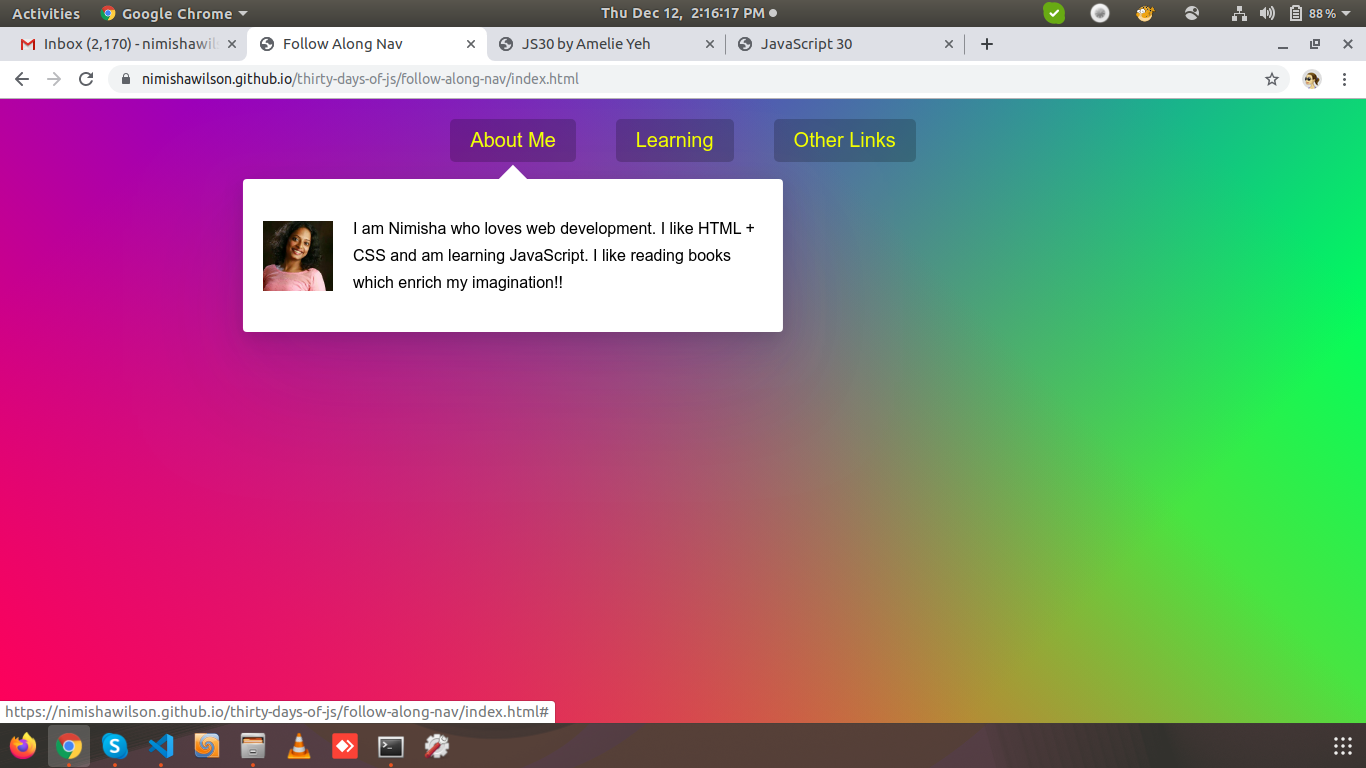 Activities Google Chrome Thu Dec 12, 2:16:17 PM 88 %
Inbox (2,170) - nimishawils Follow Along Nav JS30 by Amelie Yeh JavaScript 30
nimishawilson.github.io/thirty-days-of-js/follow-along-nav/index.html
About Me Learning Other Links
I am Nimisha who loves web development. I like HTML +
CSS and am learning JavaScript. I like reading books
which enrich my imagination!!
https://nimishawilson.github.io/thirty-days-of-js/follow-along-nav/index.html#